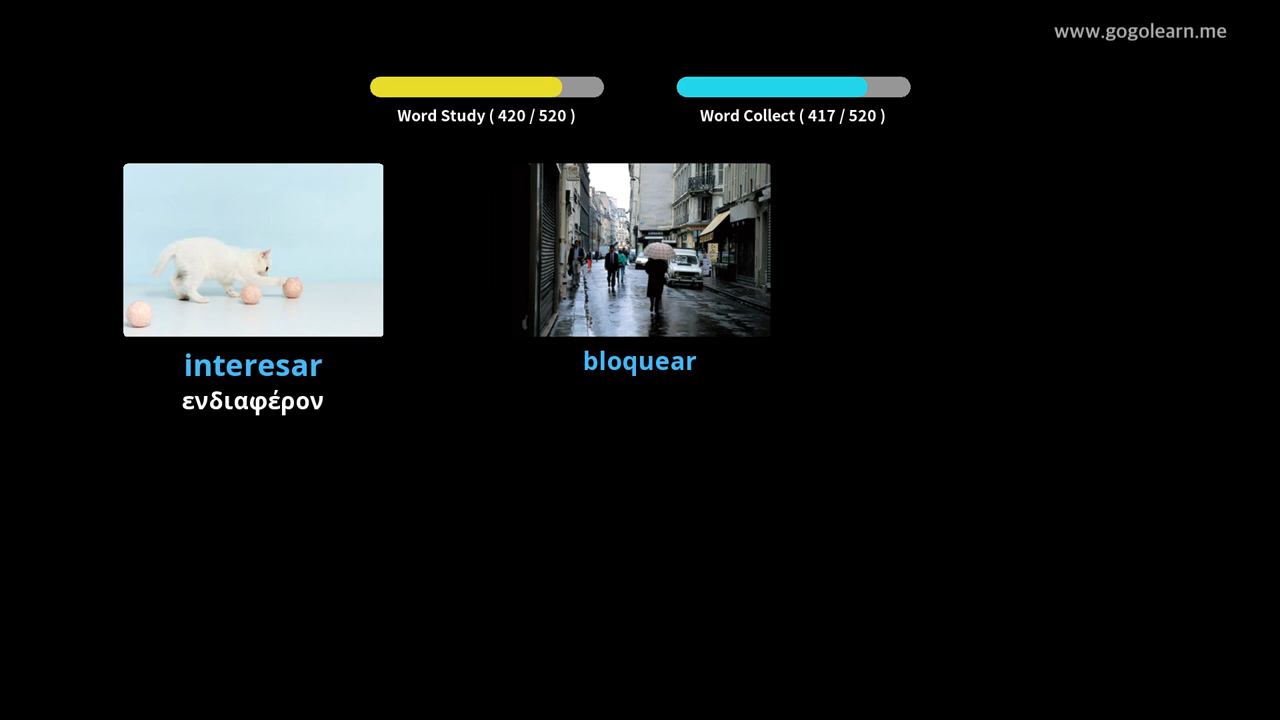 www.gogolearn.me
Word Study ( 420 / 520 )
Word Collect ( 417 / 520 )
interesar
ενδιαφέρον
bloquear